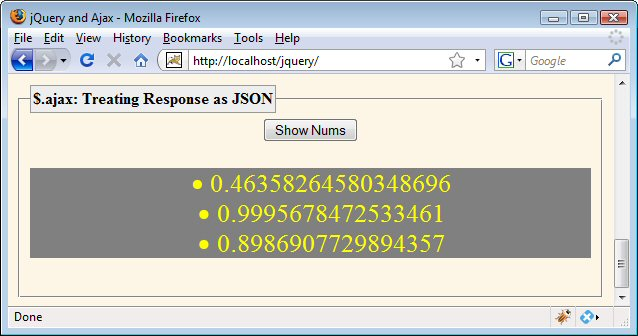 jQuery and Ajax - Mozilla Firefox
File Edit View History Bookmarks Tools Help
http://localhost/jquery/ G Google
$.ajax: Treating Response as JSON
Show Nums
• 0.46358264580348696
• 0.9995678472533461
• 0.8986907729894357
Done